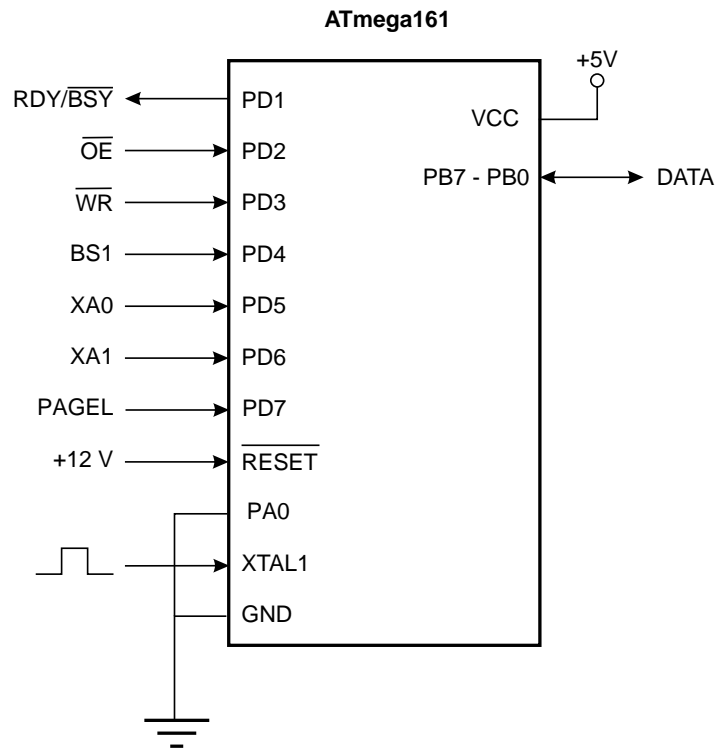 ATmega161
+5V
RDY/BSY PD1
VCC
OE PD2
PB7 - PB0 DATA
WR PD3
BS1 PD4
XA0 PD5
XA1 PD6
PAGEL PD7
+12 V RESET
PA0
XTAL1
GND